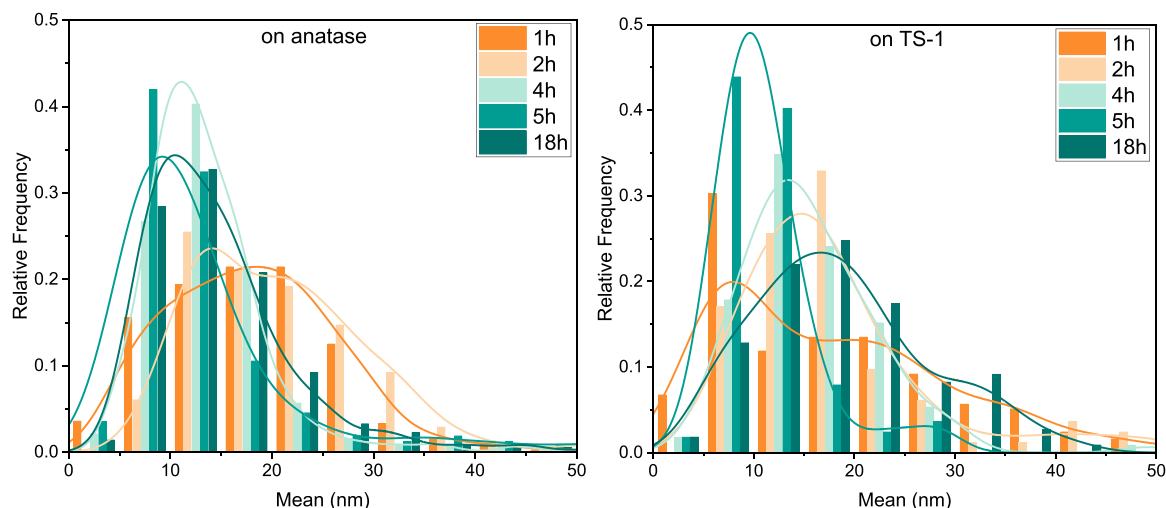 on anatase
1h
2h
4h
5h
18h
0.5
0.4
0.3
0.2
0.1
0.0
Relative Frequency
0
10
20
30
40
50
Mean (nm)
on TS-1
1h
2h
4h
5h
18h
0.5
0.4
0.3
0.2
0.1
0.0
Relative Frequency
0
10
20
30
40
50
Mean (nm)